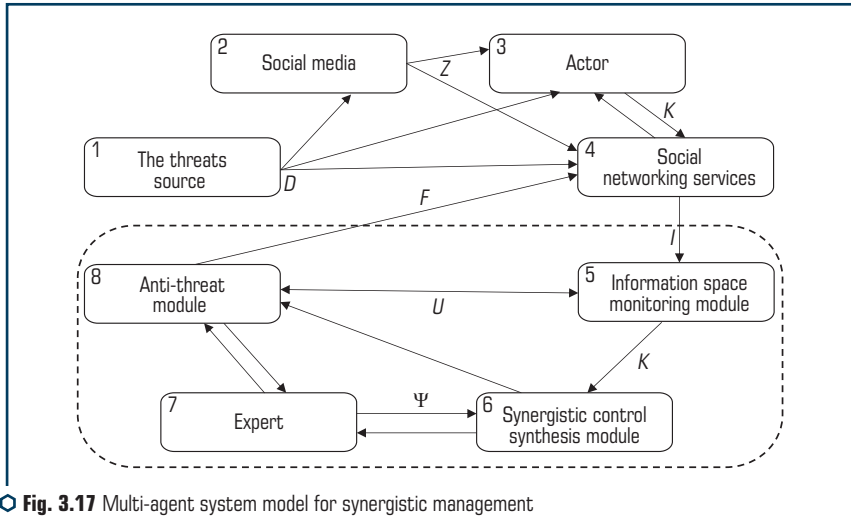 2
Social media
3
Actor
Z
K
1
The threats
source
D
4
Social
networking services
F
I
8
Anti-threat
module
5
Information space
monitoring module
U
K
7
Expert
Ψ
6
Synergistic control
synthesis module
Fig. 3.17 Multi-agent system model for synergistic management